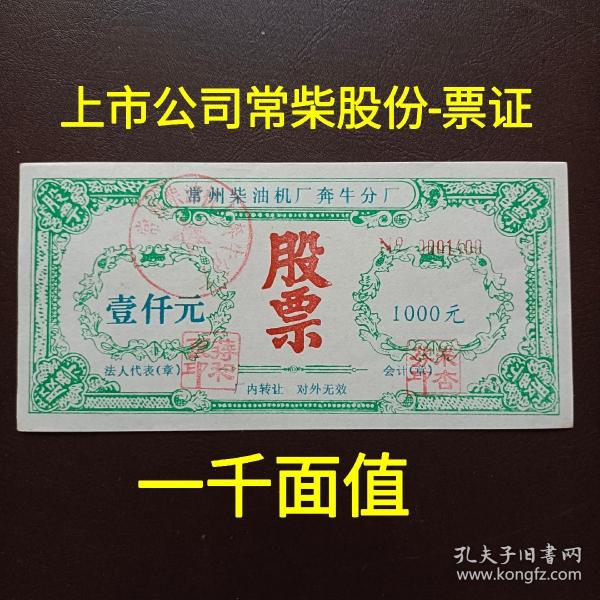 上市公司常柴股份-票证
常州柴油机厂奔牛分厂
股票
№ 0001600
壹仟元
1000元
法人代表(章)
会计(章)
厂内转让 对外无效
一千面值
孔夫子旧書网
www.kongfz.com